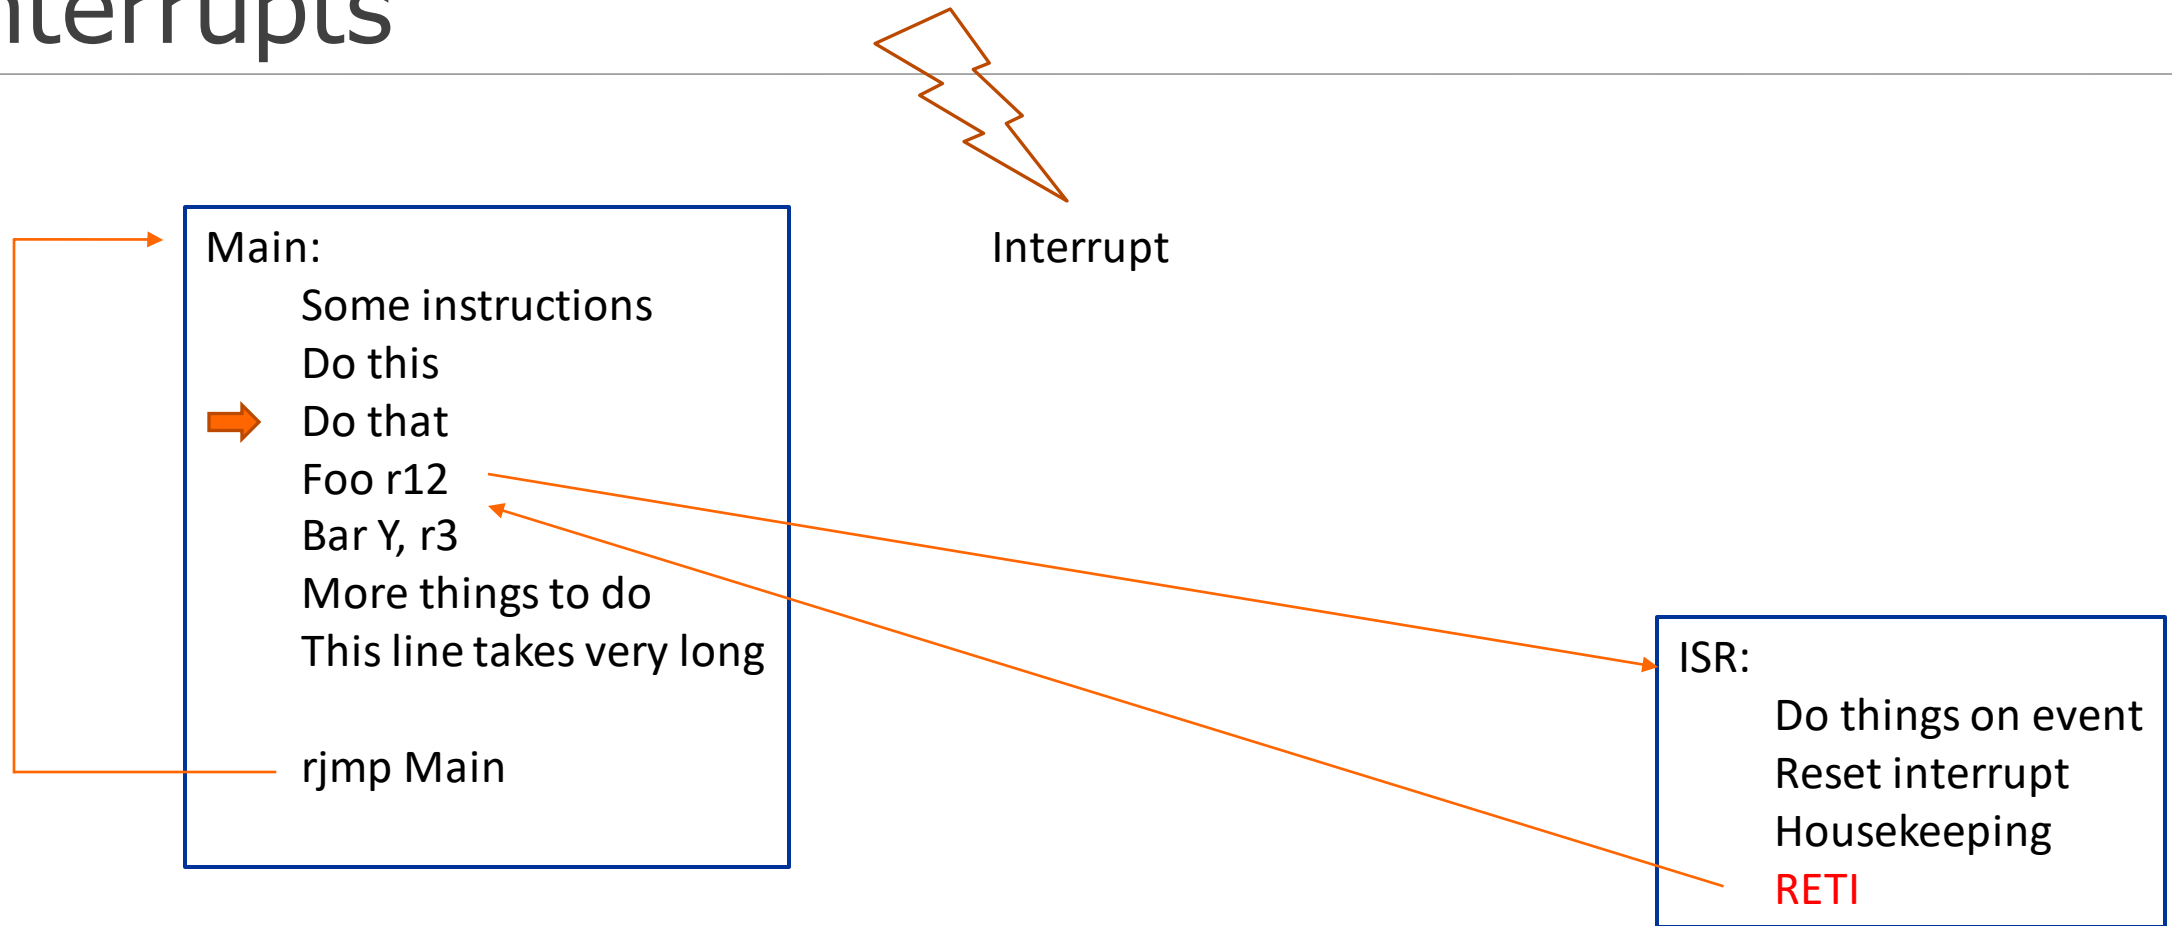 nterrupts
Interrupt
Main:
Some instructions
Do this
Do that
Foo r12
Bar Y, r3
More things to do
This line takes very long
rjmp Main
ISR:
Do things on event
Reset interrupt
Housekeeping
RETI